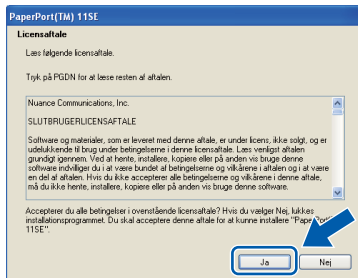 PaperPort(TM) 11SE
Licensaftale
Læs følgende licensaftale.
Tryk på PGDN for at læse resten af aftalen.
Nuance Communications, Inc.
SLUTBRUGERLICENSAFTALE
Software og materialer, som er leveret med denne aftale, er under licens, ikke solgt, og er
udelukkende til brug under betingelserne i denne licensaftale. Læs venligst aftalen
grundigt igennem. Ved at hente, installere, kopiere eller på anden vis bruge denne
software indvilliger du i at være bundet af betingelserne og vilkårene i aftalen og i at være
en del af aftalen. Hvis du ikke accepterer alle betingelserne og vilkårene i denne aftale,
må du ikke hente, installere, kopiere eller på anden vis bruge denne software.
Accepterer du alle betingelser i ovenstående licensaftale? Hvis du vælger Nej, lukkes
installationsprogrammet. Du skal acceptere denne aftale for at kunne installere "PaperPort
11SE".
Ja
Nej